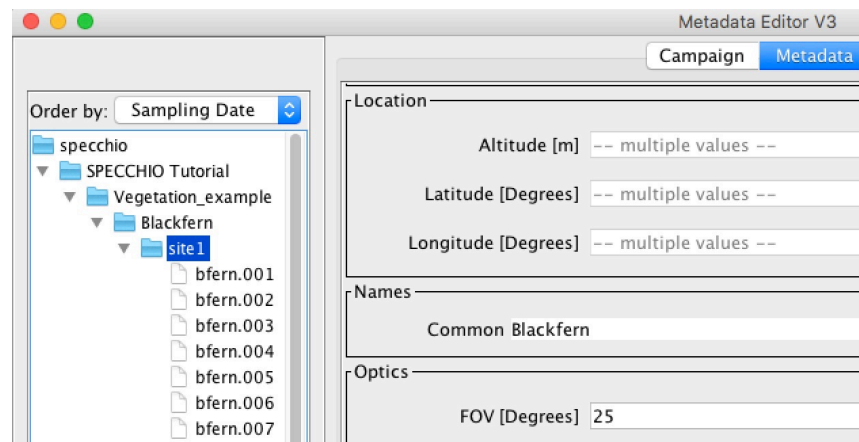 Metadata Editor V3
Campaign Metadata
Order by: Sampling Date
specchio
SPECCHIO Tutorial
Vegetation_example
Blackfern
site1
bfern.001
bfern.002
bfern.003
bfern.004
bfern.005
bfern.006
bfern.007
Location
Altitude [m] -- multiple values --
Latitude [Degrees] -- multiple values --
Longitude [Degrees] -- multiple values --
Names
Common Blackfern
Optics
FOV [Degrees] 25